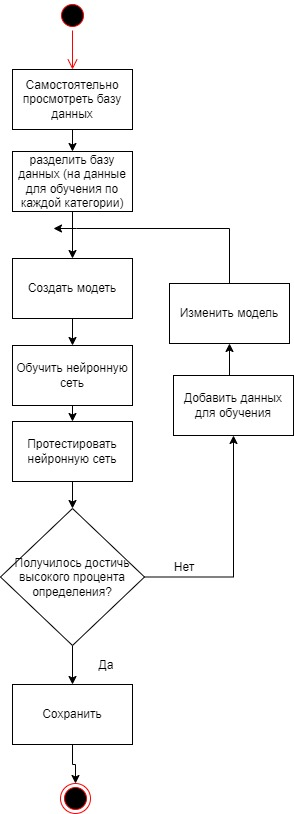 Самостоятельно
просмотреть базу
данных
разделить базу
данных (на данные
для обучения по
каждой категории)
Создать модеть
Изменить модель
Обучить нейронную
сеть
Добавить данных
для обучения
Протестировать
нейронную сеть
Получилось достичь
высокого процента
определения?
Нет
Да
Сохранить